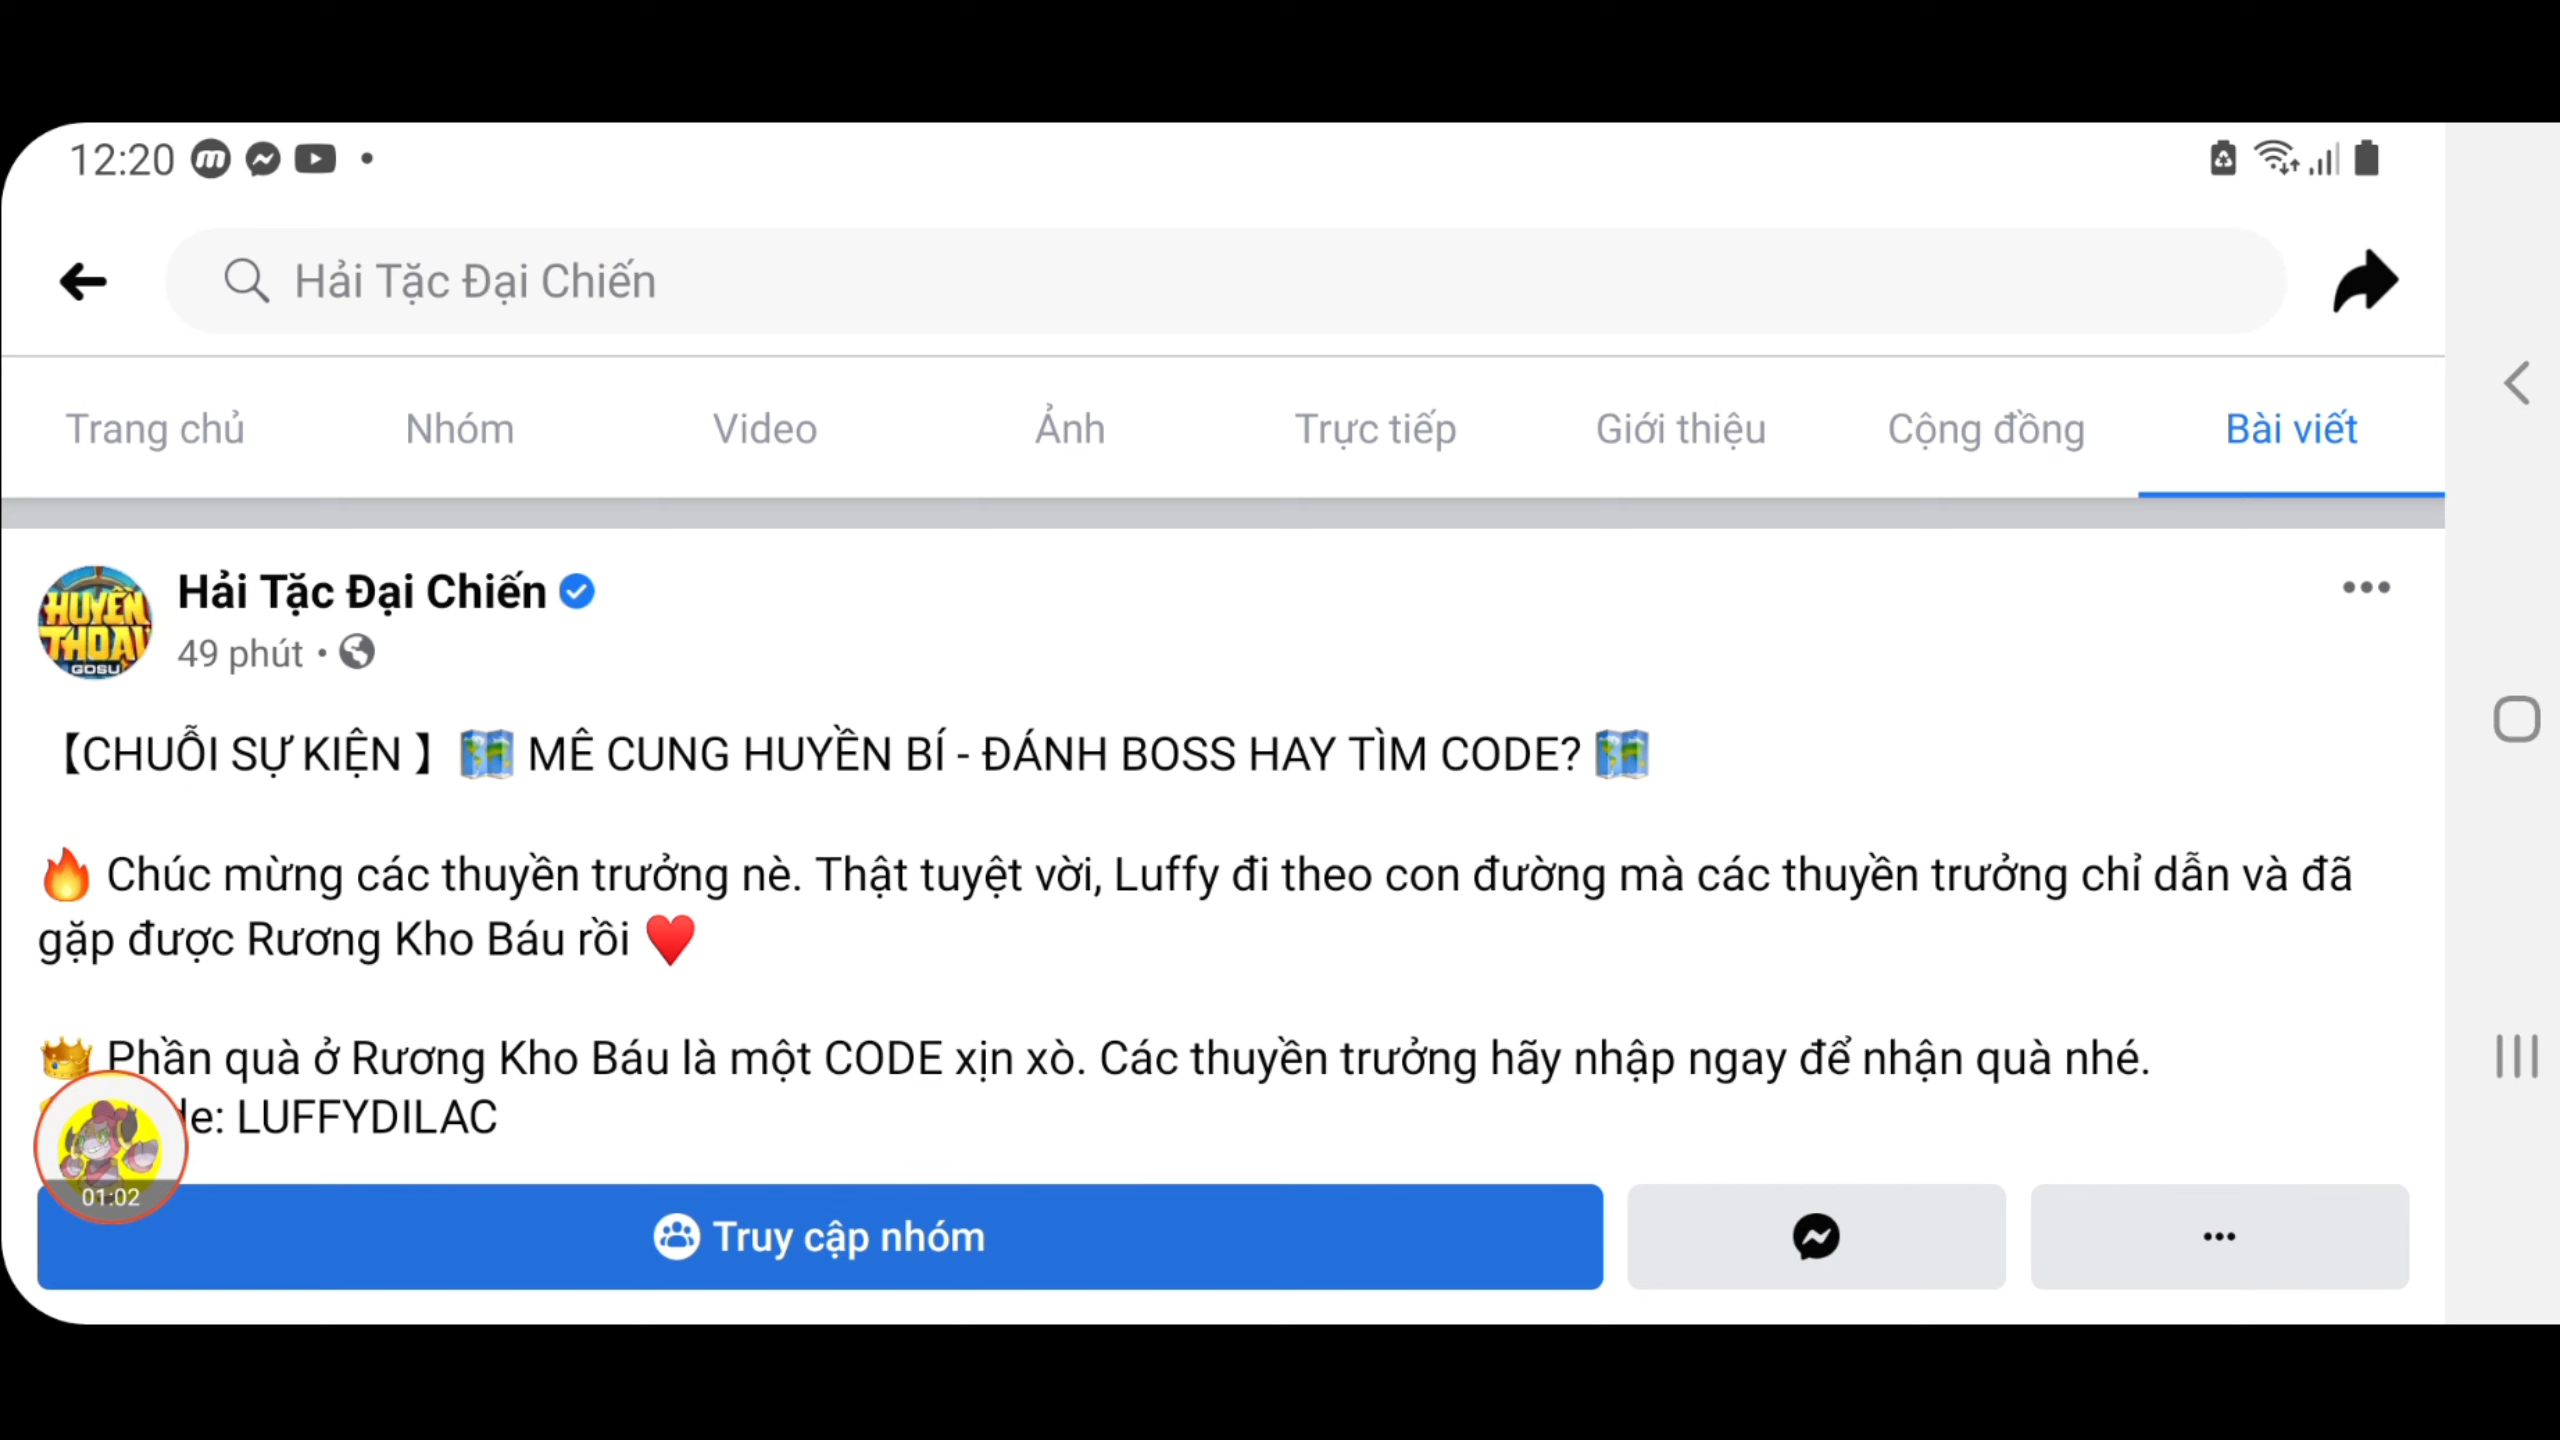 12:20
Hải Tặc Đại Chiến
Trang chủ Nhóm Video Ảnh Trực tiếp Giới thiệu Cộng đồng Bài viết
HUYỀN
THOẠI
GOSU
Hải Tặc Đại Chiến
49 phút •
【CHUỖI SỰ KIỆN 】 MÊ CUNG HUYỀN BÍ - ĐÁNH BOSS HAY TÌM CODE?
Chúc mừng các thuyền trưởng nè. Thật tuyệt vời, Luffy đi theo con đường mà các thuyền trưởng chỉ dẫn và đã
gặp được Rương Kho Báu rồi
Phần quà ở Rương Kho Báu là một CODE xịn xò. Các thuyền trưởng hãy nhập ngay để nhận quà nhé.
de: LUFFYDILAC
01:02
Truy cập nhóm